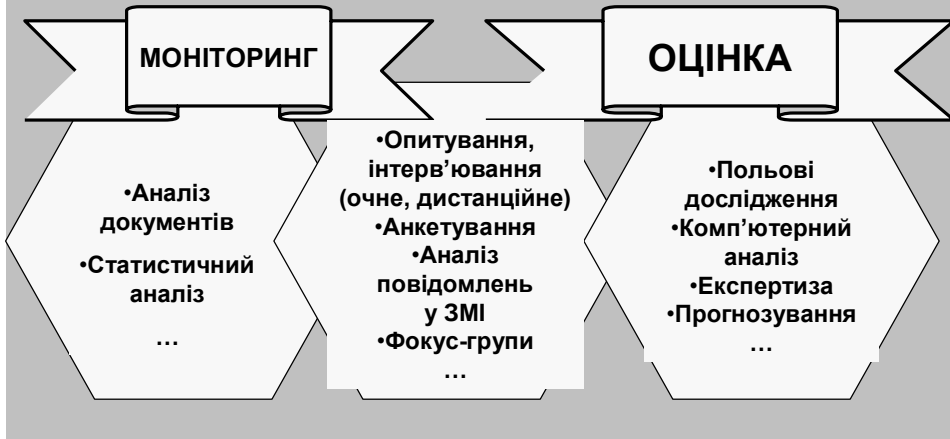 МОНІТОРИНГ
ОЦІНКА
•Аналіз
документів
•Статистичний
аналіз
…
•Опитування,
інтерв’ювання
(очне, дистанційне)
•Анкетування
•Аналіз
повідомлень
у ЗМІ
•Фокус-групи
…
•Польові
дослідження
•Комп’ютерний
аналіз
•Експертиза
•Прогнозування
…